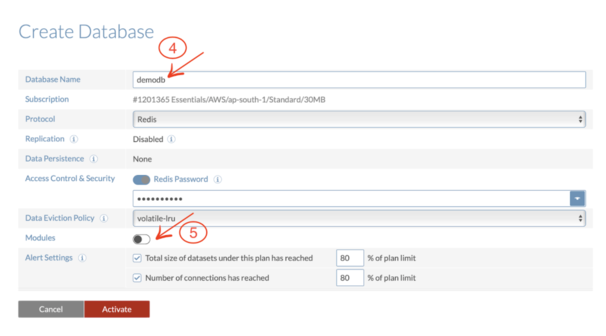 Create Database
4
Database Name demodb
Subscription #1201365 Essentials/AWS/ap-south-1/Standard/30MB
Protocol Redis
Replication i Disabled i
Data Persistence i None
Access Control & Security Redis Password i
••••••••••
Data Eviction Policy i volatile-lru
Modules 5
Alert Settings i Total size of datasets under this plan has reached 80 % of plan limit
Number of connections has reached 80 % of plan limit
Cancel Activate